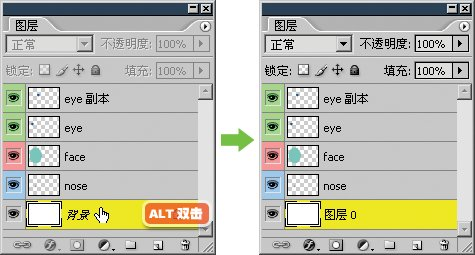 图层
正常 不透明度: 100%
锁定: 填充: 100%
eye 副本
eye
face
nose
背景 ALT 双击
图层
正常 不透明度: 100%
锁定: 填充: 100%
eye 副本
eye
face
nose
图层 0